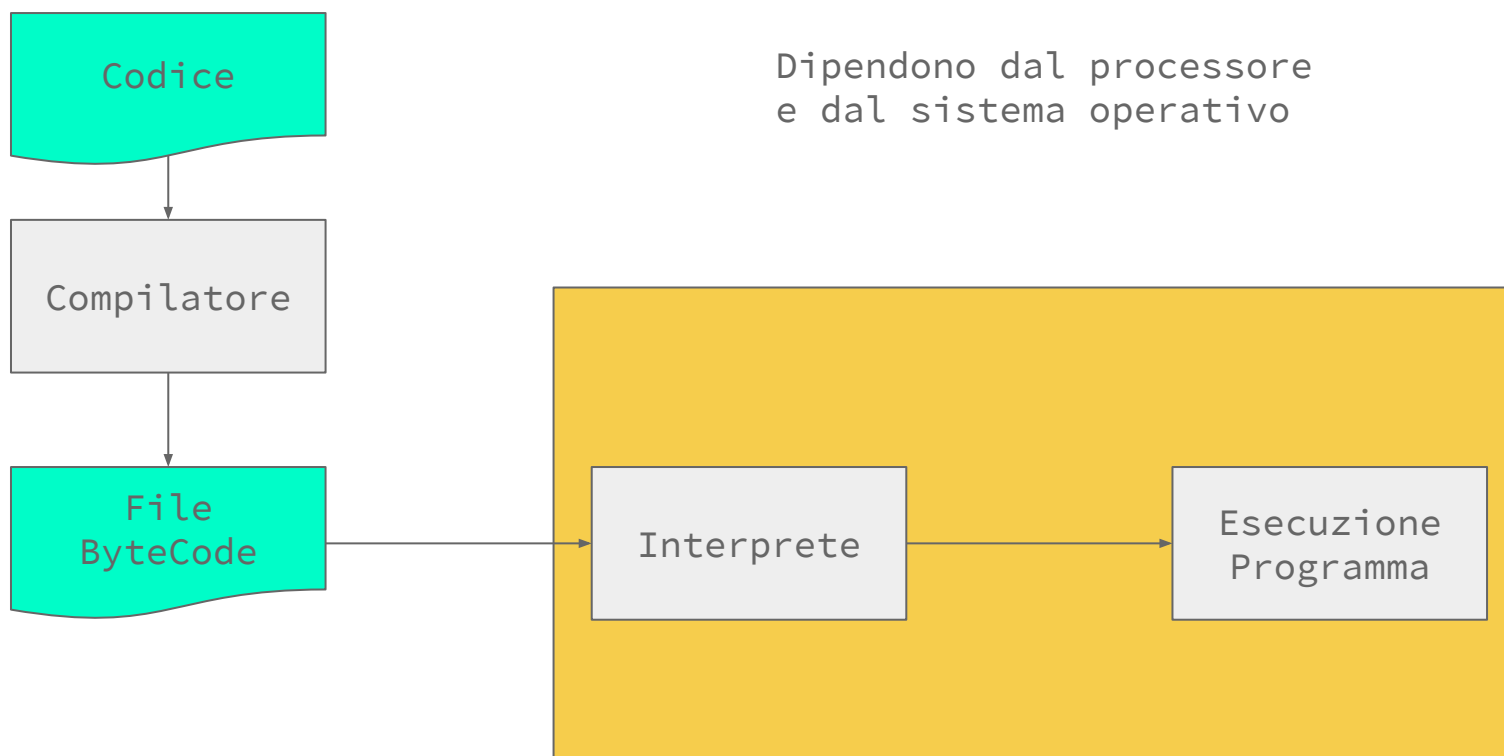 Codice
Dipendono dal processore
e dal sistema operativo
Compilatore
File
ByteCode
Interprete
Esecuzione
Programma